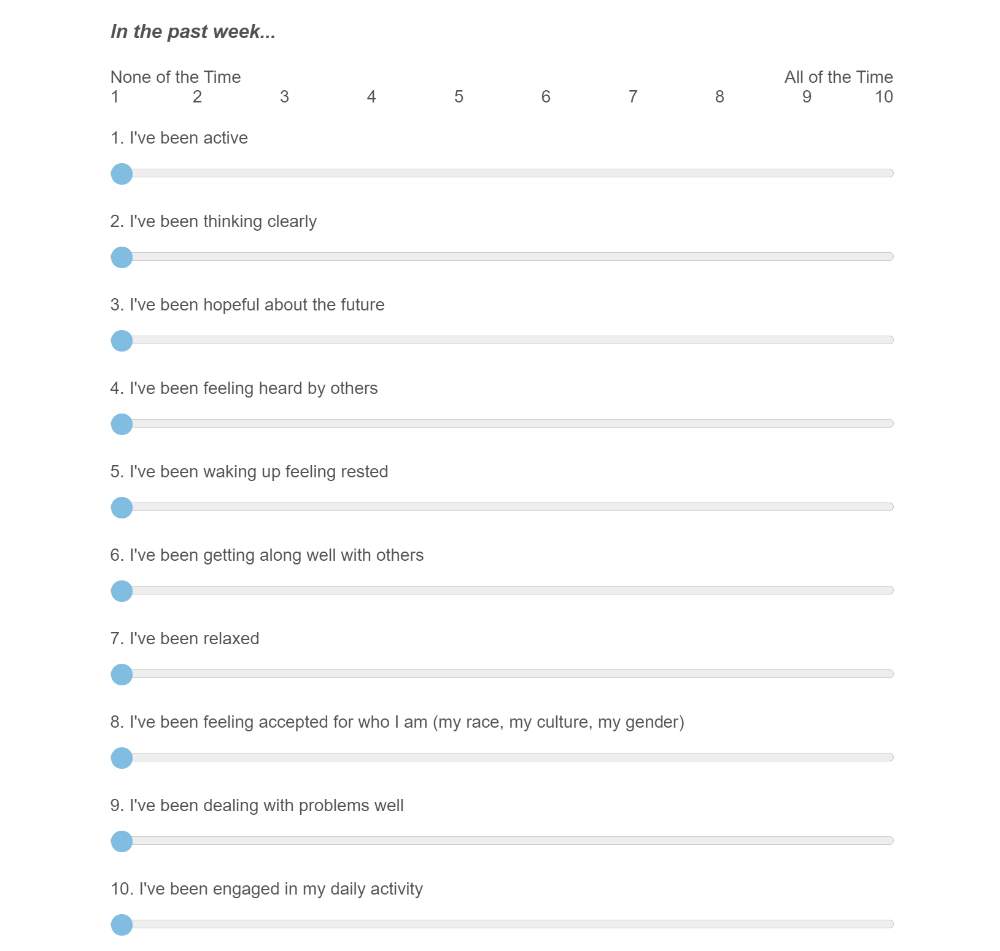 In the past week...
None of the Time All of the Time
1 2 3 4 5 6 7 8 9 10
1. I've been active
2. I've been thinking clearly
3. I've been hopeful about the future
4. I've been feeling heard by others
5. I've been waking up feeling rested
6. I've been getting along well with others
7. I've been relaxed
8. I've been feeling accepted for who I am (my race, my culture, my gender)
9. I've been dealing with problems well
10. I've been engaged in my daily activity